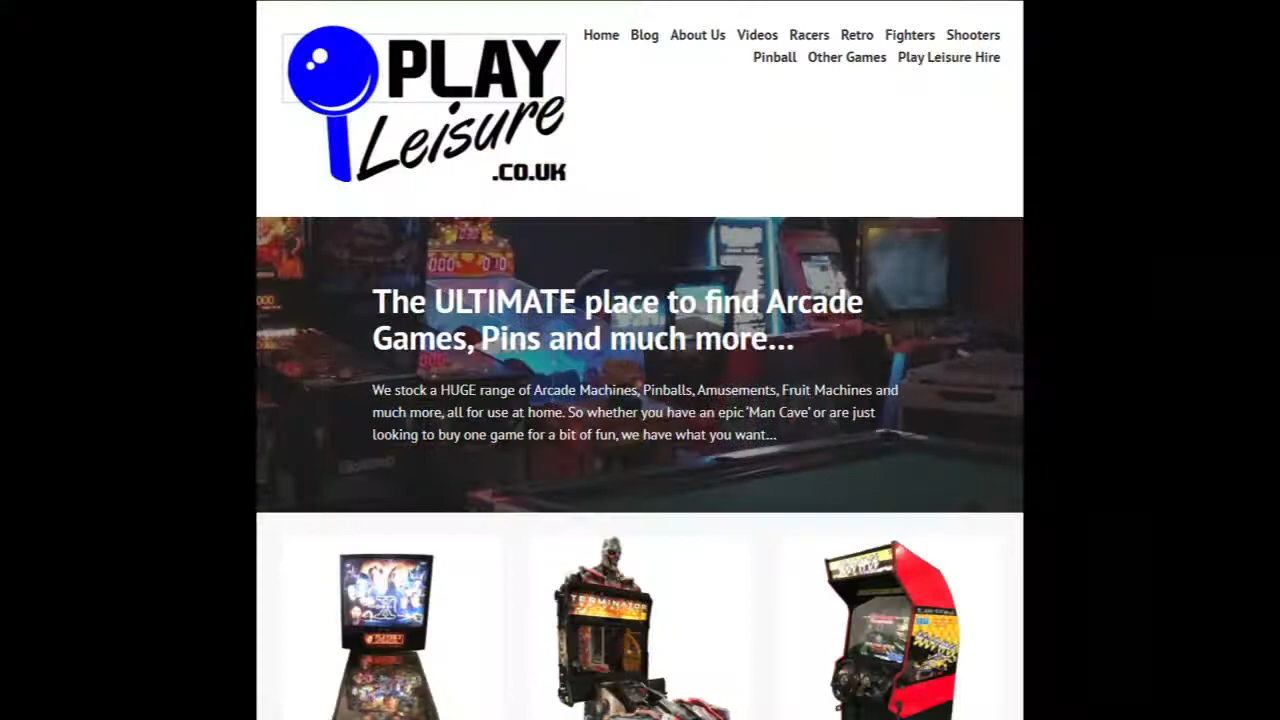 PLAY
Leisure
.CO.UK
Home Blog About Us Videos Racers Retro Fighters Shooters
Pinball Other Games Play Leisure Hire
The ULTIMATE place to find Arcade
Games, Pins and much more...
We stock a HUGE range of Arcade Machines, Pinballs, Amusements, Fruit Machines and
much more, all for use at home. So whether you have an epic 'Man Cave' or are just
looking to buy one game for a bit of fun, we have what you want...
TERMINATOR